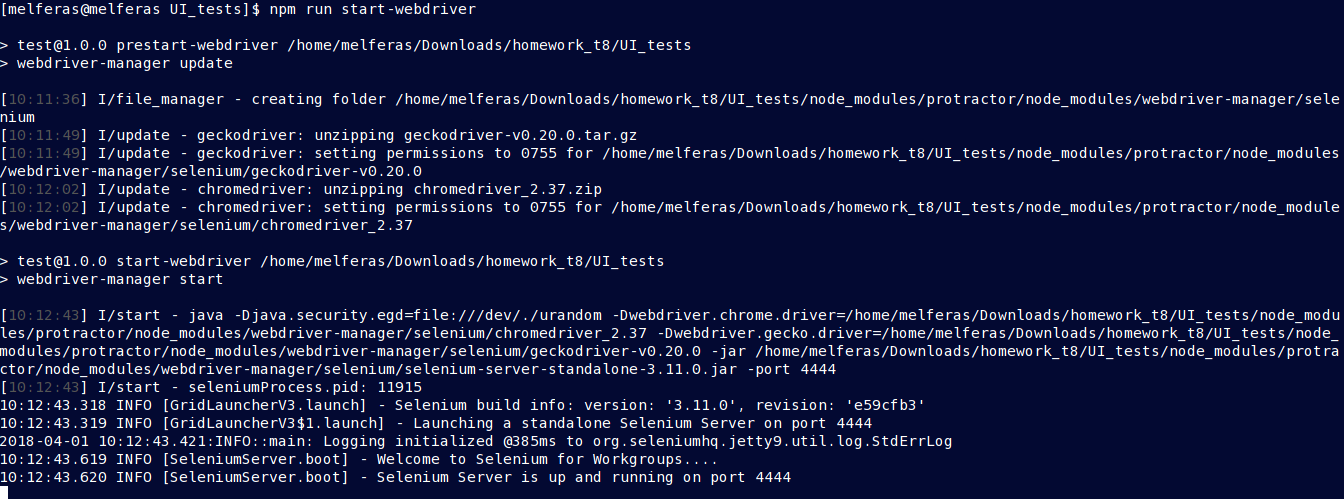 [melferas@melferas UI_tests]$ npm run start-webdriver
> test@1.0.0 prestart-webdriver /home/melferas/Downloads/homework_t8/UI_tests
> webdriver-manager update
[10:11:36] I/file_manager - creating folder /home/melferas/Downloads/homework_t8/UI_tests/node_modules/protractor/node_modules/webdriver-manager/sele
nium
[10:11:49] I/update - geckodriver: unzipping geckodriver-v0.20.0.tar.gz
[10:11:49] I/update - geckodriver: setting permissions to 0755 for /home/melferas/Downloads/homework_t8/UI_tests/node_modules/protractor/node_modules
/webdriver-manager/selenium/geckodriver-v0.20.0
[10:12:02] I/update - chromedriver: unzipping chromedriver_2.37.zip
[10:12:02] I/update - chromedriver: setting permissions to 0755 for /home/melferas/Downloads/homework_t8/UI_tests/node_modules/protractor/node_module
s/webdriver-manager/selenium/chromedriver_2.37
> test@1.0.0 start-webdriver /home/melferas/Downloads/homework_t8/UI_tests
> webdriver-manager start
[10:12:43] I/start - java -Djava.security.egd=file:///dev/./urandom -Dwebdriver.chrome.driver=/home/melferas/Downloads/homework_t8/UI_tests/node_modu
les/protractor/node_modules/webdriver-manager/selenium/chromedriver_2.37 -Dwebdriver.gecko.driver=/home/melferas/Downloads/homework_t8/UI_tests/node_
modules/protractor/node_modules/webdriver-manager/selenium/geckodriver-v0.20.0 -jar /home/melferas/Downloads/homework_t8/UI_tests/node_modules/protra
ctor/node_modules/webdriver-manager/selenium/selenium-server-standalone-3.11.0.jar -port 4444
[10:12:43] I/start - seleniumProcess.pid: 11915
10:12:43.318 INFO [GridLauncherV3.launch] - Selenium build info: version: '3.11.0', revision: 'e59cfb3'
10:12:43.319 INFO [GridLauncherV3$1.launch] - Launching a standalone Selenium Server on port 4444
2018-04-01 10:12:43.421:INFO::main: Logging initialized @385ms to org.seleniumhq.jetty9.util.log.StdErrLog
10:12:43.619 INFO [SeleniumServer.boot] - Welcome to Selenium for Workgroups....
10:12:43.620 INFO [SeleniumServer.boot] - Selenium Server is up and running on port 4444